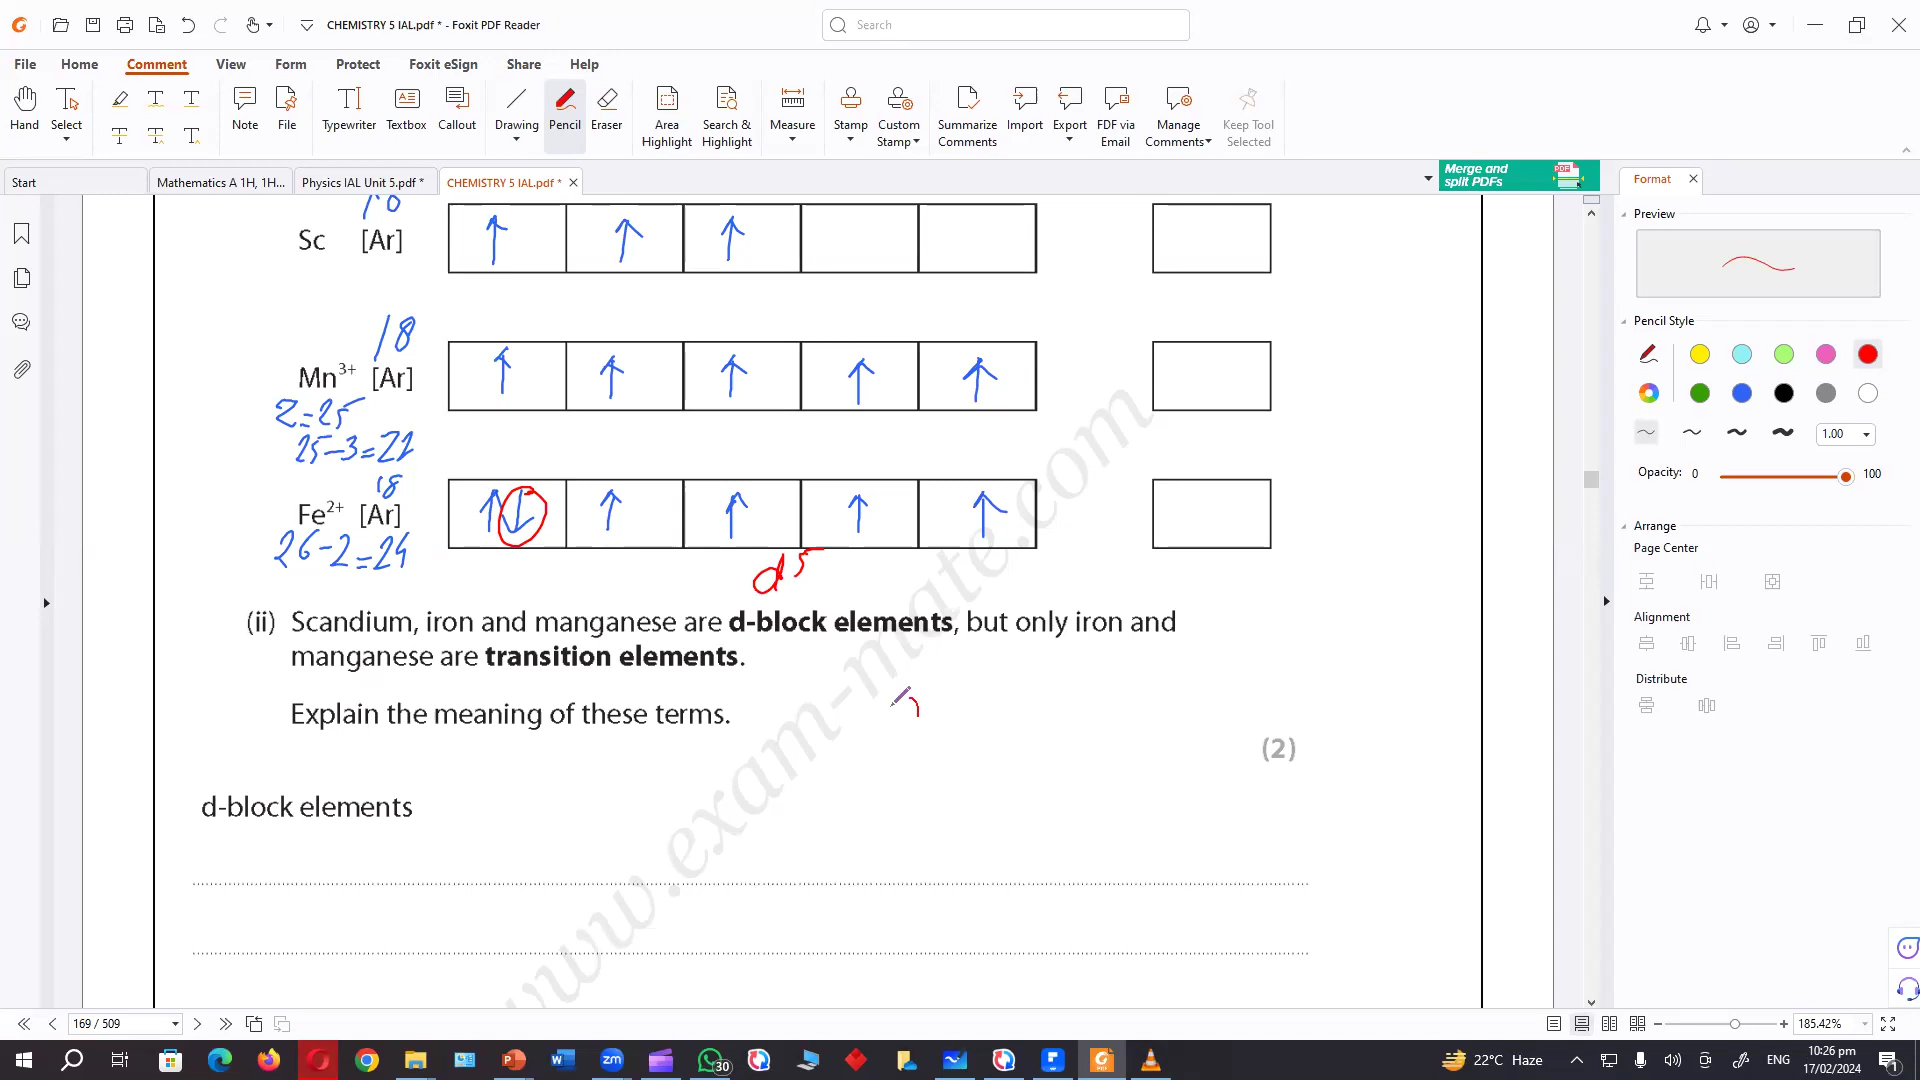 CHEMISTRY 5 IAL.pdf * - Foxit PDF Reader
Search
File Home Comment View Form Protect Foxit eSign Share Help
Hand Select Note File Typewriter Textbox Callout Drawing Pencil Eraser Area Highlight Search & Highlight Measure Stamp Custom Stamp Summarize Comments Import Export FDF via Email Manage Comments Keep Tool Selected
Start Mathematics A 1H, 1H... Physics IAL Unit 5.pdf * CHEMISTRY 5 IAL.pdf *
Merge and split PDFs
Format
Preview
Pencil Style
1.00
Opacity: 0 100
Arrange
Page Center
Alignment
Distribute
18
Sc [Ar]
18
Mn3+ [Ar]
Z=25
25-3=22
18
Fe2+ [Ar]
26-2=24
d5
(ii) Scandium, iron and manganese are d-block elements, but only iron and
manganese are transition elements.
Explain the meaning of these terms.
(2)
d-block elements
www.exam-mate.com
169 / 509
185.42%
30
22°C Haze
ENG
10:26 pm
17/02/2024
1